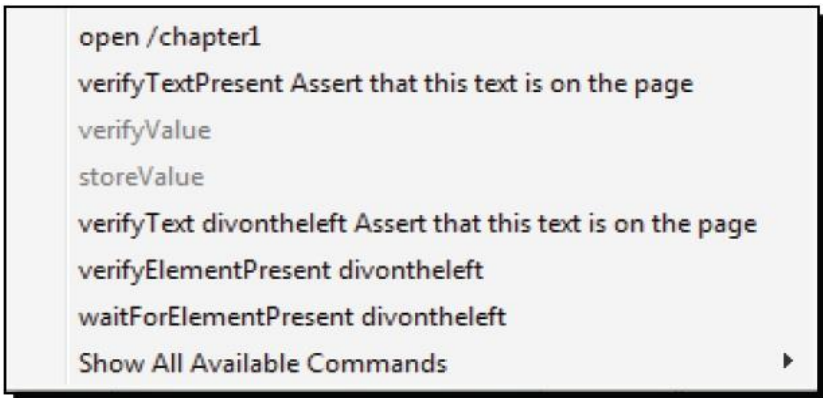 open /chapter1
verifyTextPresent Assert that this text is on the page
verifyValue
storeValue
verifyText divontheleft Assert that this text is on the page
verifyElementPresent divontheleft
waitForElementPresent divontheleft
Show All Available Commands